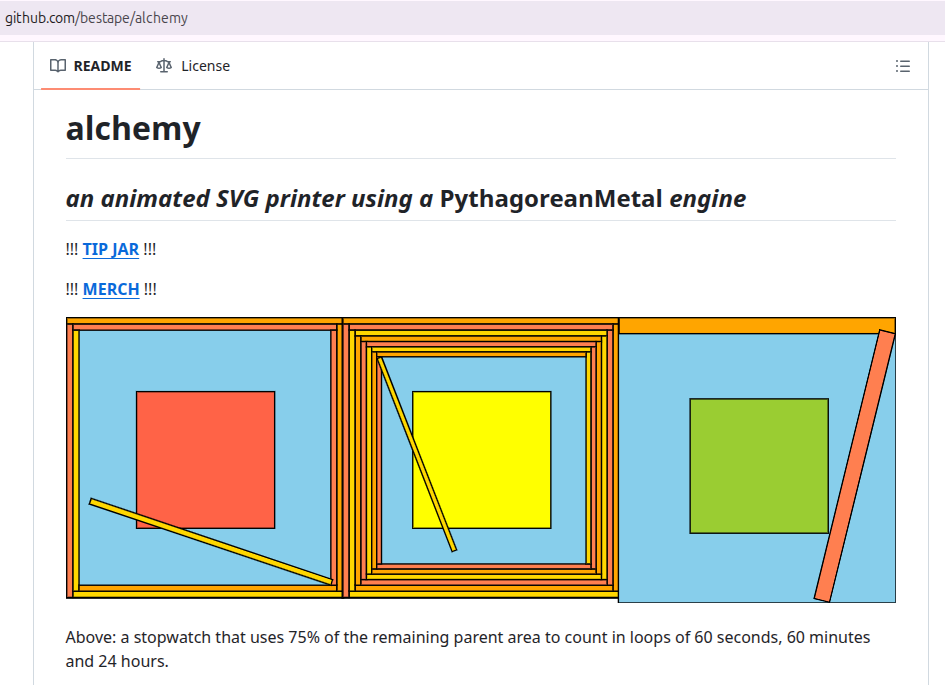 github.com/bestape/alchemy
README License
alchemy
an animated SVG printer using a PythagoreanMetal engine
!!! TIP JAR !!!
!!! MERCH !!!
Above: a stopwatch that uses 75% of the remaining parent area to count in loops of 60 seconds, 60 minutes
and 24 hours.